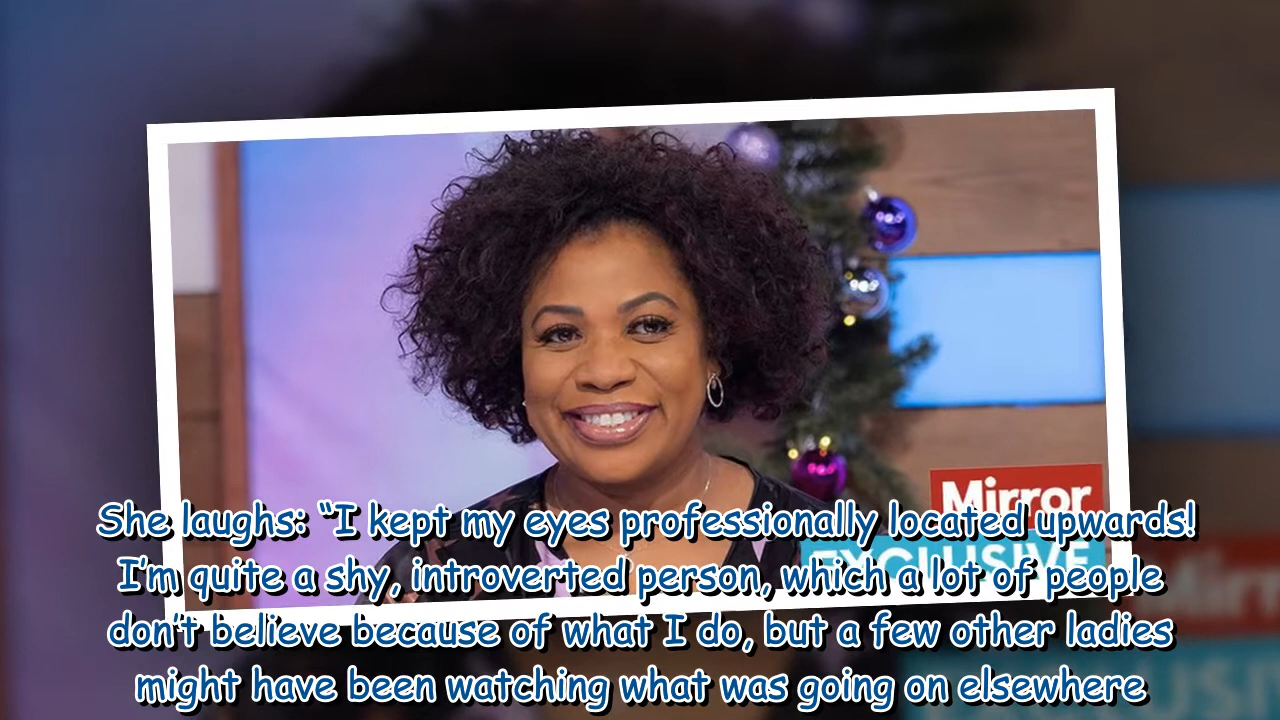 Mirror
EXCLUSIVE
She laughs: “I kept my eyes professionally located upwards!
I’m quite a shy, introverted person, which a lot of people
don’t believe because of what I do, but a few other ladies
might have been watching what was going on elsewhere